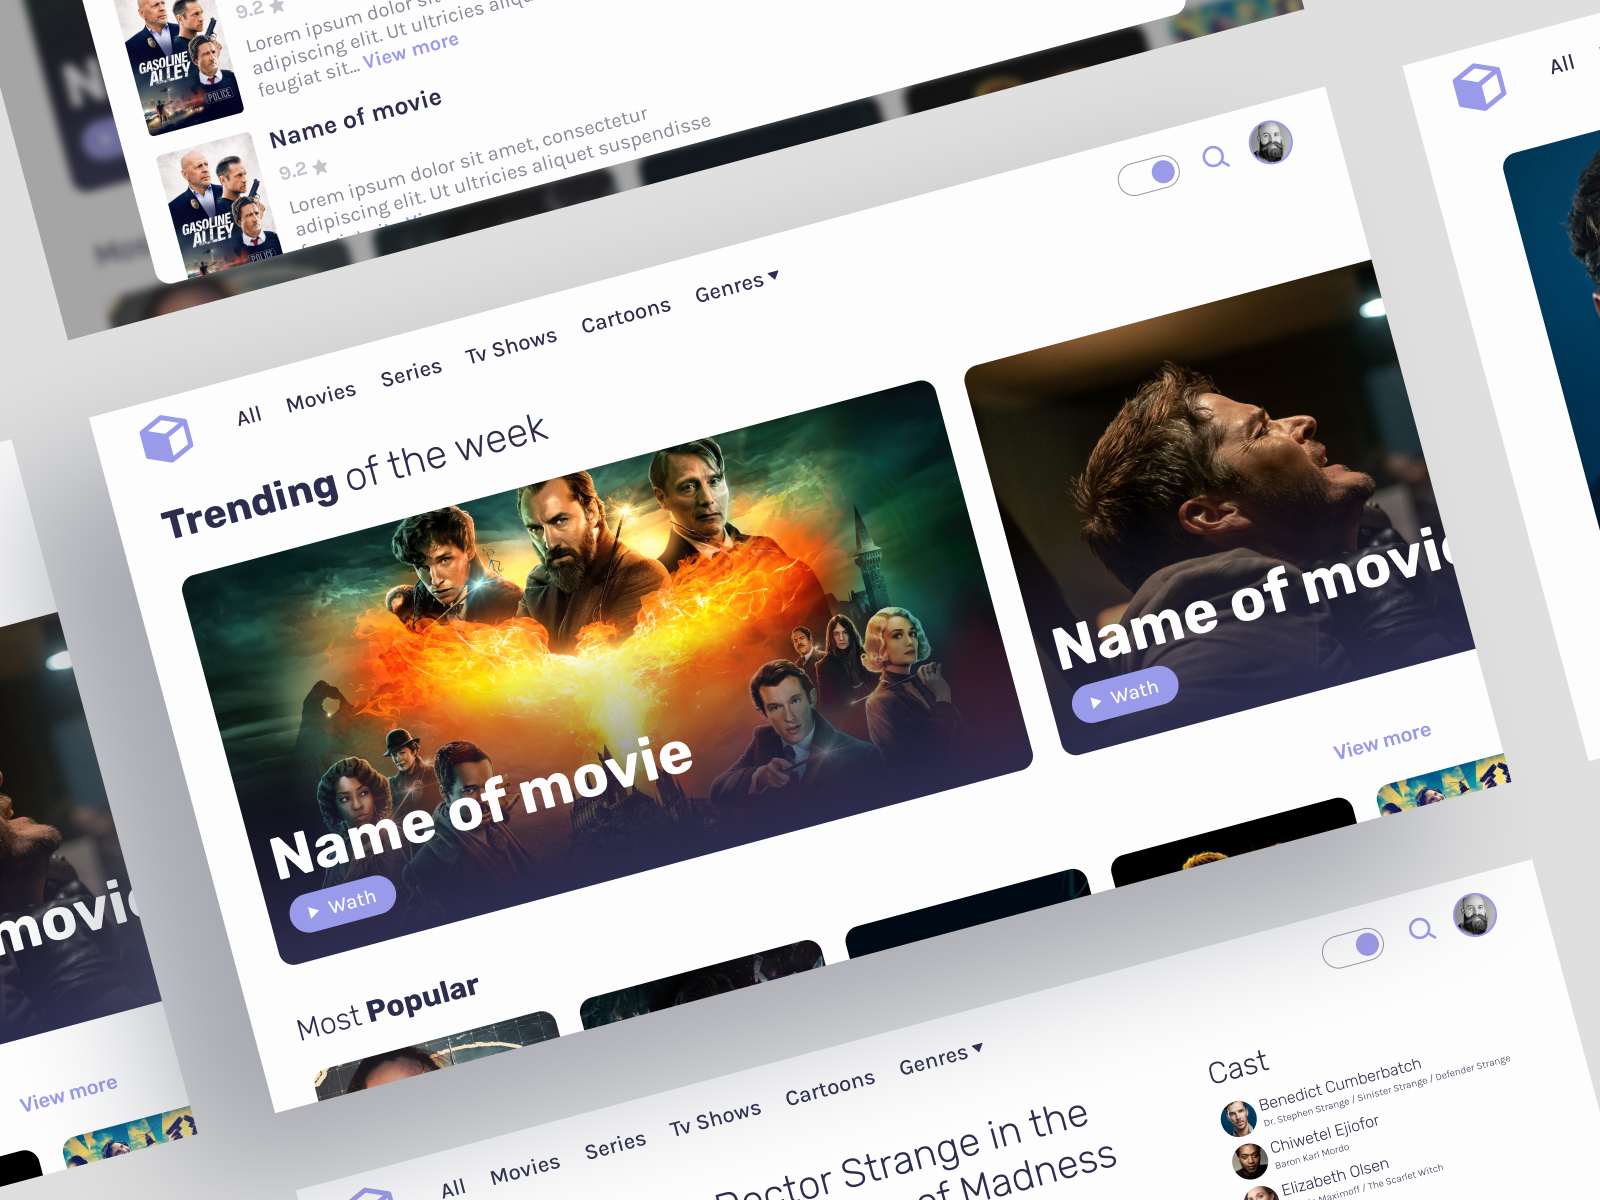 9.2
Lorem ipsum dolor sit
adipiscing elit. Ut ultricies
feugiat sit... View more
GASOLINE
ALLEY
POLICE
Name of movie
9.2
Lorem ipsum dolor sit amet, consectetur
adipiscing elit. Ut ultricies aliquet suspendisse
GASOLINE
ALLEY
POLICE
All
All
Movies
Series
Tv Shows
Cartoons
Genres
Trending of the week
Name of movie
Wath
Name of movie
Wath
View more
Most Popular
View more
All
Movies
Series
Tv Shows
Cartoons
Genres
Doctor Strange in the
of Madness
Cast
Benedict Cumberbatch
Dr. Stephen Strange / Sinister Strange / Defender Strange
Chiwetel Ejiofor
Baron Karl Mordo
Elizabeth Olsen
Maximoff / The Scarlet Witch